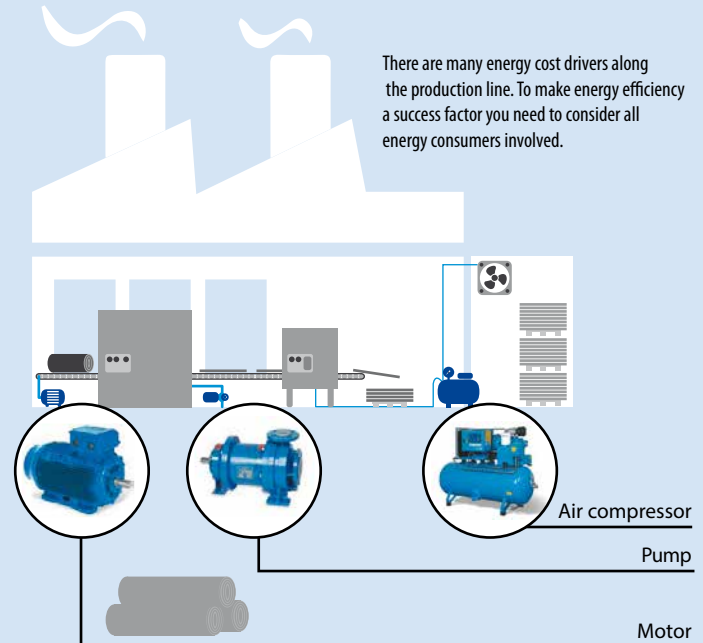 There are many energy cost drivers along
the production line. To make energy efficiency
a success factor you need to consider all
energy consumers involved.
Air compressor
Pump
Motor